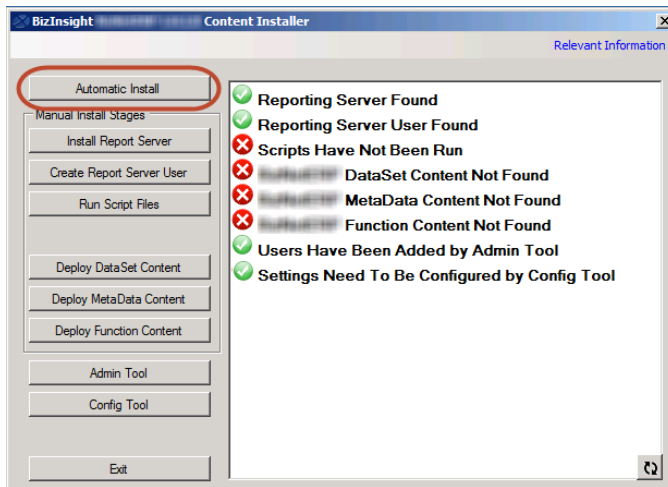 BizInsight Content Installer
Relevant Information
Automatic Install
Manual Install Stages
Install Report Server
Create Report Server User
Run Script Files
Deploy DataSet Content
Deploy MetaData Content
Deploy Function Content
Admin Tool
Config Tool
Exit
Reporting Server Found
Reporting Server User Found
Scripts Have Not Been Run
DataSet Content Not Found
MetaData Content Not Found
Function Content Not Found
Users Have Been Added by Admin Tool
Settings Need To Be Configured by Config Tool